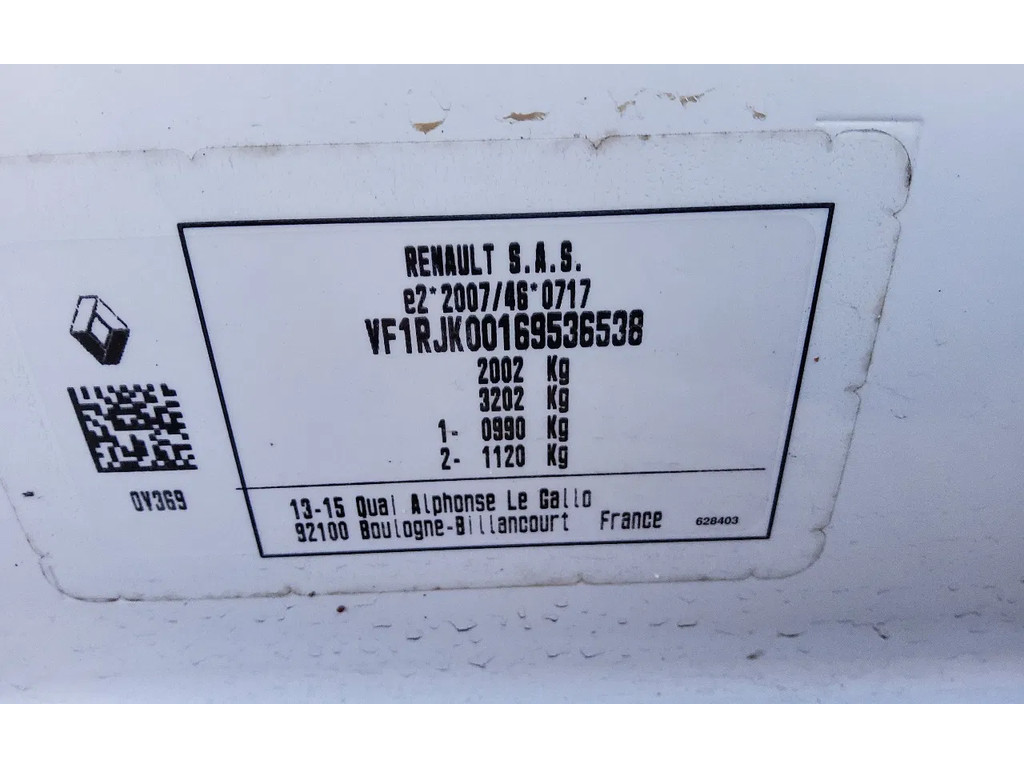 RENAULT S.A.S.
e2*2007/46*0717
VF1RJK00169536538
2002 Kg
3202 Kg
1- 0990 Kg
2- 1120 Kg
0V369
13-15 Quai Alphonse Le Gallo
92100 Boulogne-Billancourt France 628403